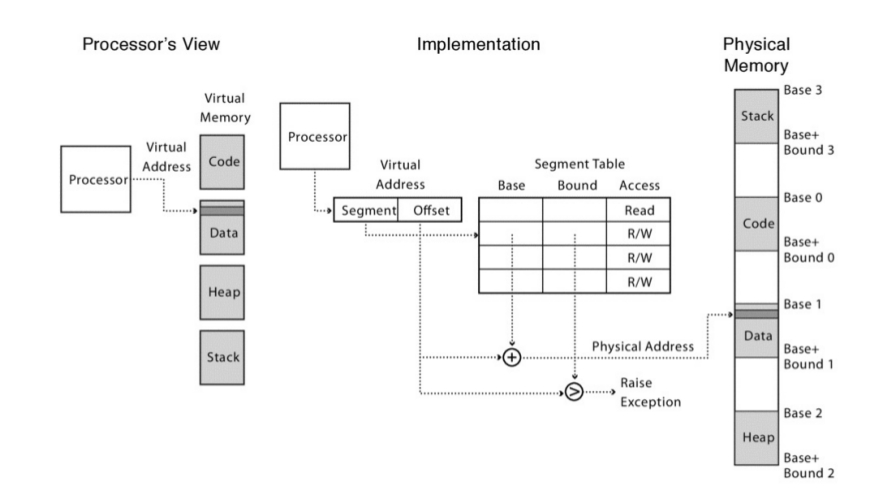 Processor's View
Implementation
Physical
Memory
Virtual
Memory
Virtual
Address
Processor
Code
Data
Heap
Stack
Processor
Virtual
Address
Segment Offset
Segment Table
Base Bound Access
Read
R/W
R/W
R/W
+
Physical Address
>
Raise
Exception
Base 3
Stack
Base+
Bound 3
Base 0
Code
Base+
Bound 0
Base 1
Data
Base+
Bound 1
Base 2
Heap
Base+
Bound 2